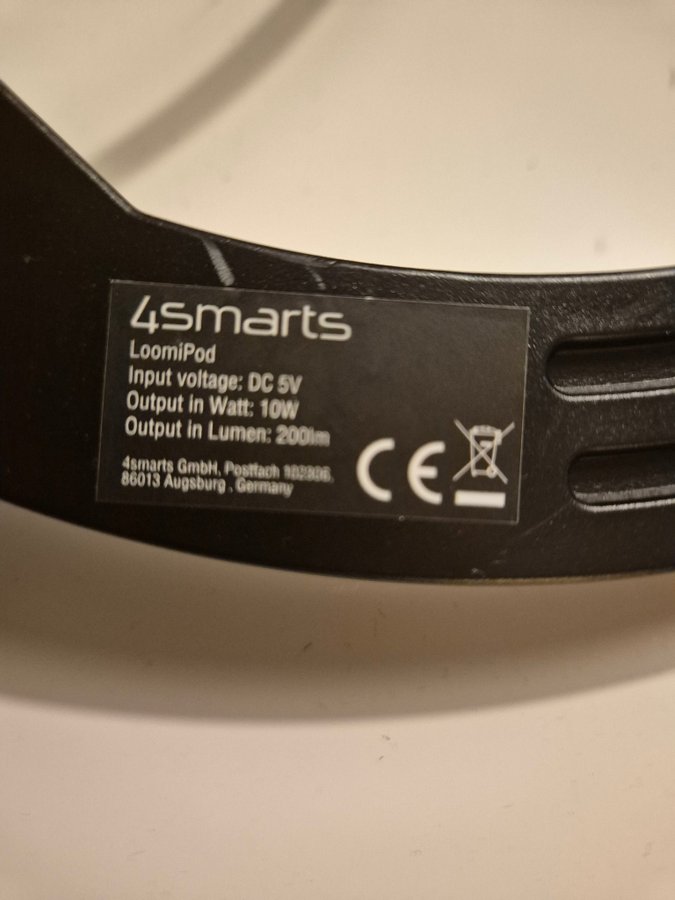 4smarts
LoomiPod
Input voltage: DC 5V
Output in Watt: 10W
Output in Lumen: 200lm
4smarts GmbH, Postfach
86013 Augsburg , Germany
CE